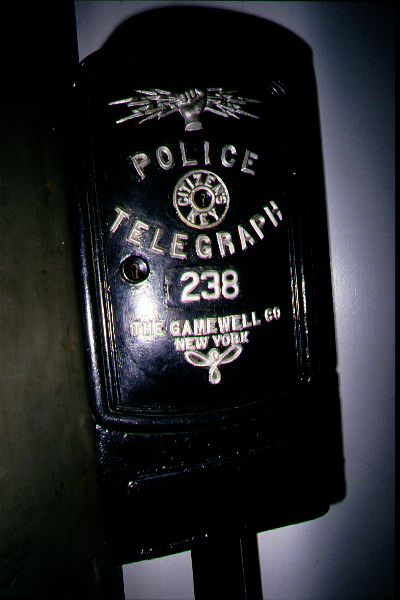 POLICE
CITIZENS
KEY
TELEGRAPH
238
THE GAMEWELL CO
NEW YORK